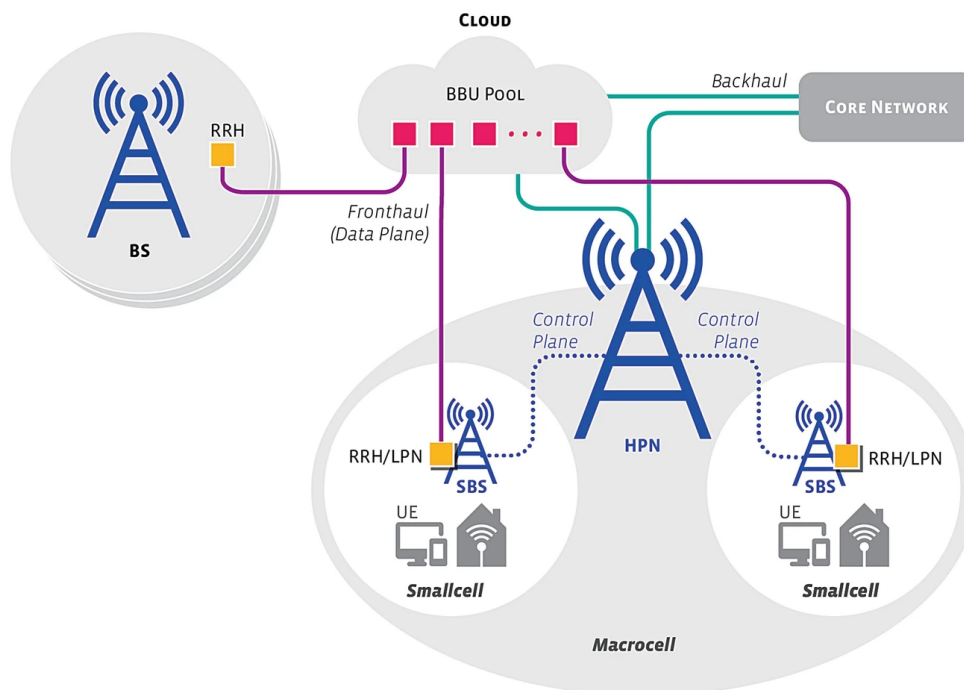 CLOUD
Backhaul
BBU POOL
CORE NETWORK
RRH
Fronthaul
(Data Plane)
BS
Control
Plane
Control
Plane
HPN
RRH/LPN
SBS
UE
Smallcell
SBS
RRH/LPN
UE
Smallcell
Macrocell